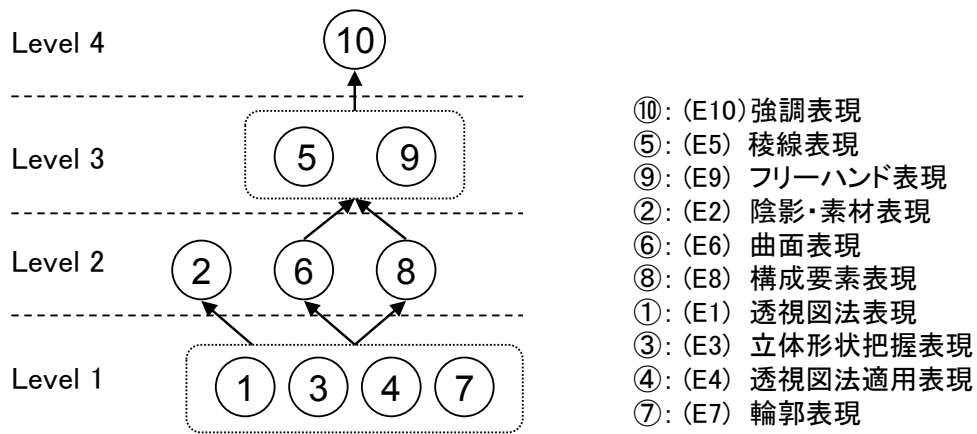 Level 4
10
Level 3
5 9
Level 2
2 6 8
Level 1
1 3 4 7
⑩: (E10)強調表現
⑤: (E5) 稜線表現
⑨: (E9) フリーハンド表現
②: (E2) 陰影・素材表現
⑥: (E6) 曲面表現
⑧: (E8) 構成要素表現
①: (E1) 透視図法表現
③: (E3) 立体形状把握表現
④: (E4) 透視図法適用表現
⑦: (E7) 輪郭表現